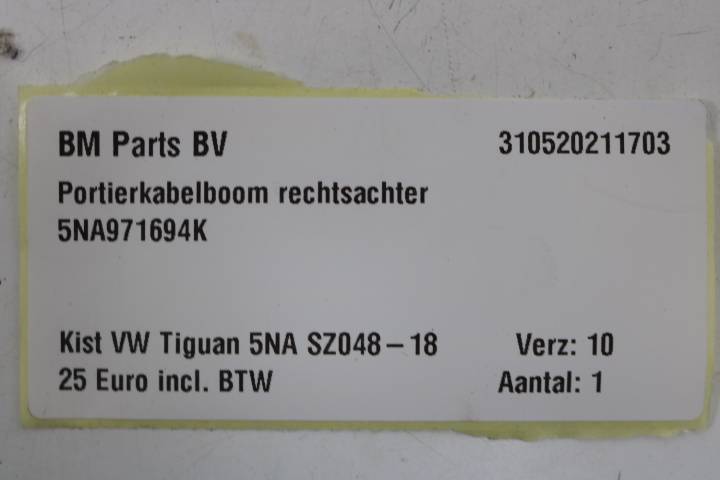 BM Parts BV 310520211703
Portierkabelboom rechtsachter
5NA971694K
Kist VW Tiguan 5NA SZ048-18 Verz: 10
25 Euro incl. BTW Aantal: 1